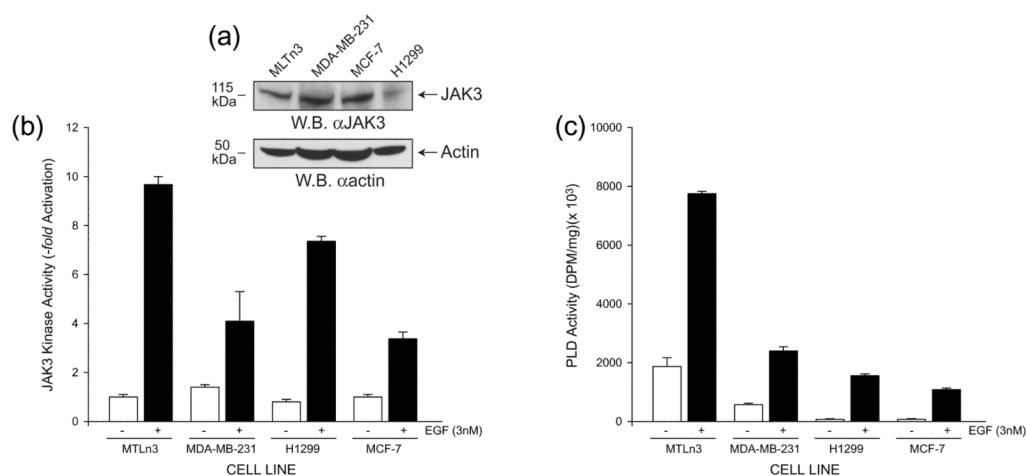 (a)
MLTn3 MDA-MB-231 MCF-7 H1299
115 kDa
JAK3
W.B. αJAK3
50 kDa
Actin
W.B. αactin
(b)
JAK3 Kinase Activity (-fold Activation)
12
10
8
6
4
2
0
- + - + - + - + EGF (3nM)
MTLn3 MDA-MB-231 H1299 MCF-7
CELL LINE
(c)
PLD Activity (DPM/mg)(x 10³)
10000
8000
6000
4000
2000
0
- + - + - + - + EGF (3nM)
MTLn3 MDA-MB-231 H1299 MCF-7
CELL LINE